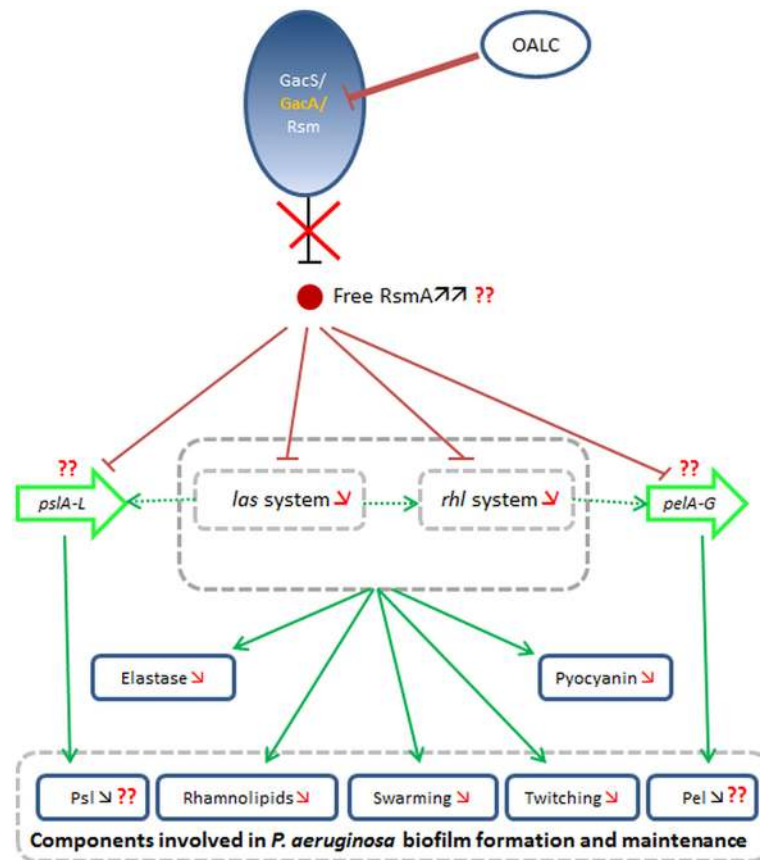 OALC
GacS/
GacA/
Rsm
Free RsmA↗↗ ??
??
??
pslA-L
las system ↘
rhl system ↘
pelA-G
Elastase ↘
Pyocyanin ↘
Psl ↘ ??
Rhamnolipids ↘
Swarming ↘
Twitching ↘
Pel ↘ ??
Components involved in P. aeruginosa biofilm formation and maintenance